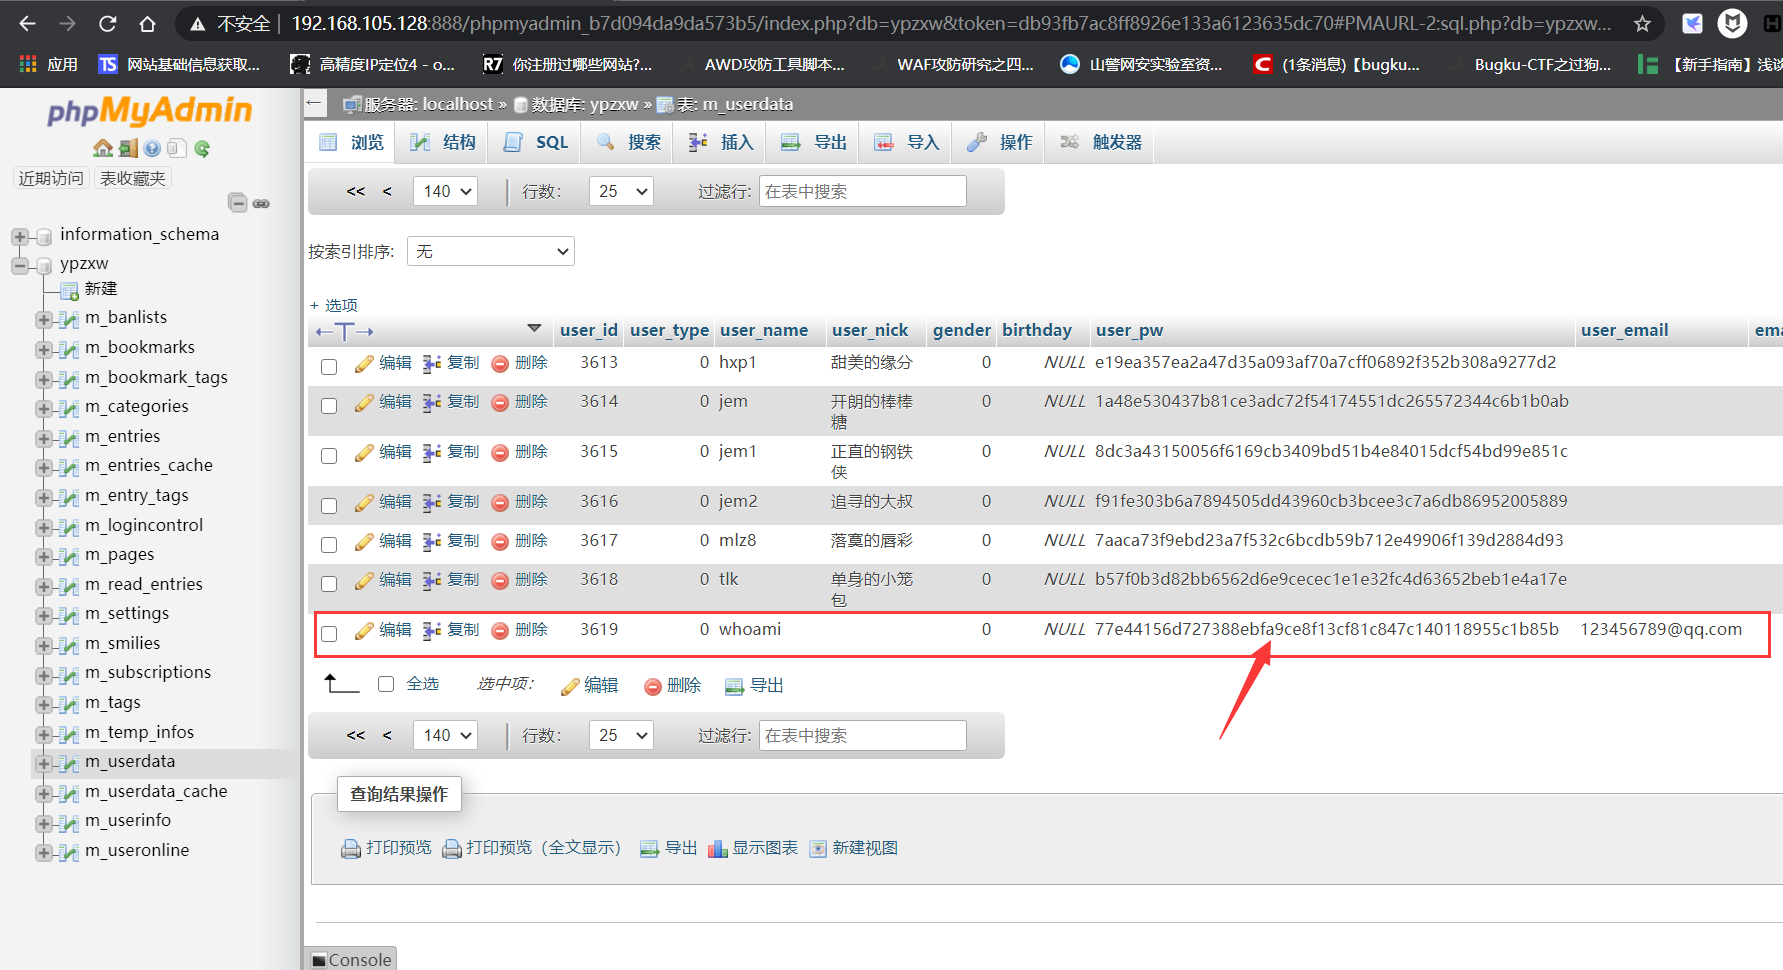 不安全 | 192.168.105.128:888/phpmyadmin_b7d094da9da573b5/index.php?db=ypzxw&token=db93fb7ac8ff8926e133a6123635dc70#PMAURL-2:sql.php?db=ypzxw...
应用 TS 网站基础信息获取... 高精度IP定位4 - o... R7 你注册过哪些网站?... AWD攻防工具脚本... WAF攻防研究之四... 山警网安实验室资... C (1条消息)【bugku... Bugku-CTF之过狗... 【新手指南】浅谈
phpMyAdmin
近期访问 表收藏夹
information_schema
ypzxw
新建
m_banlists
m_bookmarks
m_bookmark_tags
m_categories
m_entries
m_entries_cache
m_entry_tags
m_logincontrol
m_pages
m_read_entries
m_settings
m_smilies
m_subscriptions
m_tags
m_temp_infos
m_userdata
m_userdata_cache
m_userinfo
m_useronline
← 服务器: localhost » 数据库: ypzxw » 表: m_userdata
浏览 结构 SQL 搜索 插入 导出 导入 操作 触发器
<< < 140 | 行数: 25 过滤行: 在表中搜索
按索引排序: 无
+ 选项
←T→ user_id user_type user_name user_nick gender birthday user_pw user_email ema
编辑 复制 删除 3613 0 hxp1 甜美的缘分 0 NULL e19ea357ea2a47d35a093af70a7cff06892f352b308a9277d2
编辑 复制 删除 3614 0 jem 开朗的棒棒糖 0 NULL 1a48e530437b81ce3adc72f54174551dc265572344c6b1b0ab
编辑 复制 删除 3615 0 jem1 正直的钢铁侠 0 NULL 8dc3a43150056f6169cb3409bd51b4e84015dcf54bd99e851c
编辑 复制 删除 3616 0 jem2 追寻的大叔 0 NULL f91fe303b6a7894505dd43960cb3bcee3c7a6db86952005889
编辑 复制 删除 3617 0 mlz8 落寞的唇彩 0 NULL 7aaca73f9ebd23a7f532c6bcdb59b712e49906f139d2884d93
编辑 复制 删除 3618 0 tlk 单身的小笼包 0 NULL b57f0b3d82bb6562d6e9cecec1e1e32fc4d63652beb1e4a17e
编辑 复制 删除 3619 0 whoami 0 NULL 77e44156d727388ebfa9ce8f13cf81c847c140118955c1b85b 123456789@qq.com
全选 选中项: 编辑 删除 导出
<< < 140 | 行数: 25 过滤行: 在表中搜索
查询结果操作
打印预览 打印预览（全文显示） 导出 显示图表 新建视图
Console